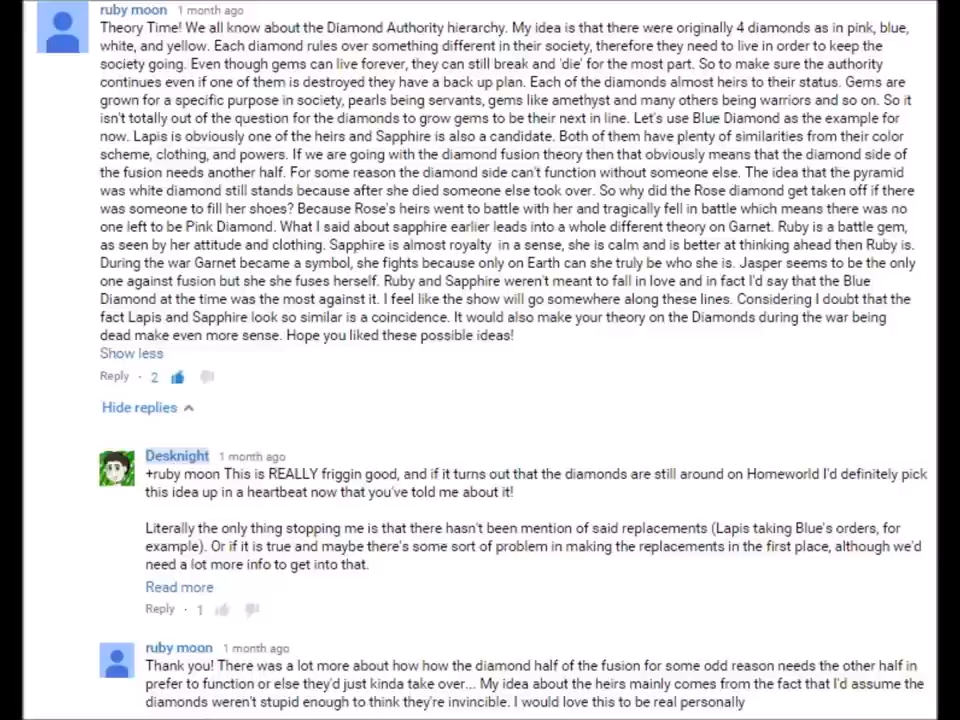 ruby moon 1 month ago
Theory Time! We all know about the Diamond Authority hierarchy. My idea is that there were originally 4 diamonds as in pink, blue,
white, and yellow. Each diamond rules over something different in their society, therefore they need to live in order to keep the
society going. Even though gems can live forever, they can still break and 'die' for the most part. So to make sure the authority
continues even if one of them is destroyed they have a back up plan. Each of the diamonds almost heirs to their status. Gems are
grown for a specific purpose in society, pearls being servants, gems like amethyst and many others being warriors and so on. So it
isn't totally out of the question for the diamonds to grow gems to be their next in line. Let's use Blue Diamond as the example for
now. Lapis is obviously one of the heirs and Sapphire is also a candidate. Both of them have plenty of similarities from their color
scheme, clothing, and powers. If we are going with the diamond fusion theory then that obviously means that the diamond side of
the fusion needs another half. For some reason the diamond side can't function without someone else. The idea that the pyramid
was white diamond still stands because after she died someone else took over. So why did the Rose diamond get taken off if there
was someone to fill her shoes? Because Rose's heirs went to battle with her and tragically fell in battle which means there was no
one left to be Pink Diamond. What I said about sapphire earlier leads into a whole different theory on Garnet. Ruby is a battle gem,
as seen by her attitude and clothing. Sapphire is almost royalty in a sense, she is calm and is better at thinking ahead then Ruby is.
During the war Garnet became a symbol, she fights because only on Earth can she truly be who she is. Jasper seems to be the only
one against fusion but she she fuses herself. Ruby and Sapphire weren't meant to fall in love and in fact I'd say that the Blue
Diamond at the time was the most against it. I feel like the show will go somewhere along these lines. Considering I doubt that the
fact Lapis and Sapphire look so similar is a coincidence. It would also make your theory on the Diamonds during the war being
dead make even more sense. Hope you liked these possible ideas!
Show less
Reply · 2
Hide replies
Desknight 1 month ago
+ruby moon This is REALLY friggin good, and if it turns out that the diamonds are still around on Homeworld I'd definitely pick
this idea up in a heartbeat now that you've told me about it!
Literally the only thing stopping me is that there hasn't been mention of said replacements (Lapis taking Blue's orders, for
example). Or if it is true and maybe there's some sort of problem in making the replacements in the first place, although we'd
need a lot more info to get into that.
Read more
Reply · 1
ruby moon 1 month ago
Thank you! There was a lot more about how how the diamond half of the fusion for some odd reason needs the other half in
prefer to function or else they'd just kinda take over... My idea about the heirs mainly comes from the fact that I'd assume the
diamonds weren't stupid enough to think they're invincible. I would love this to be real personally